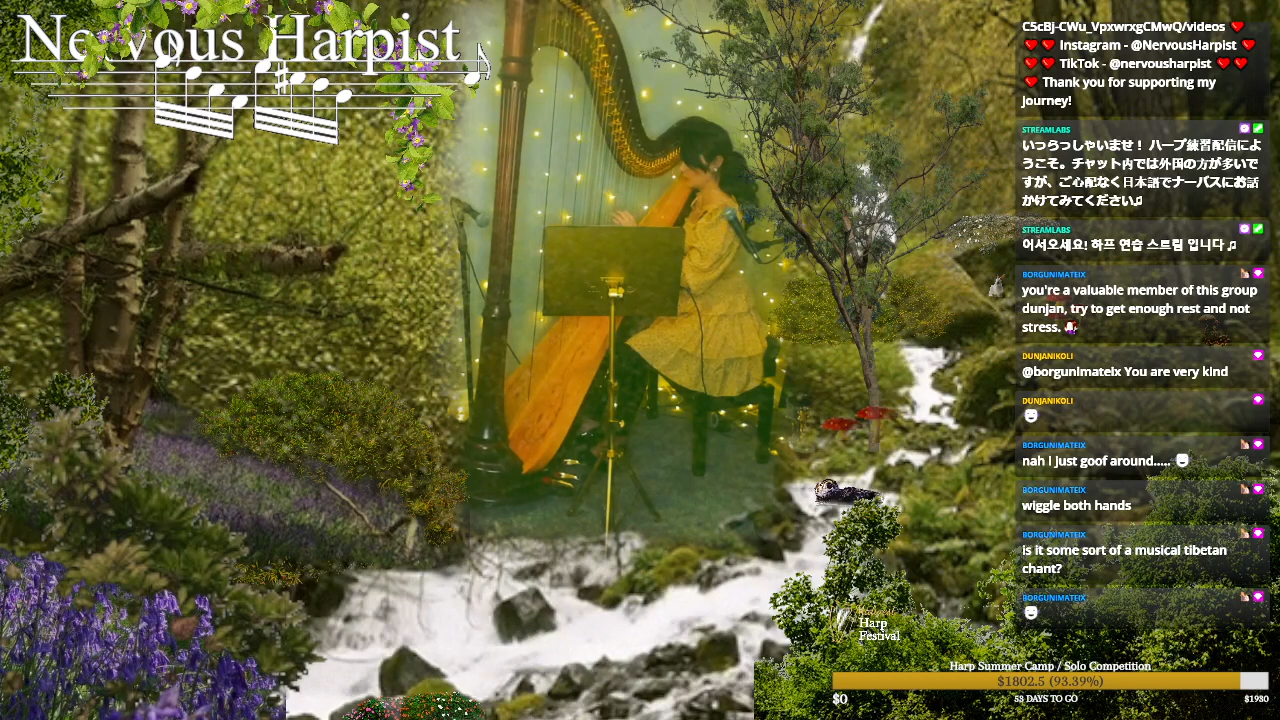 Nervous Harpist
C5cBj-CWu_VpxwrxgCMwQ/videos
Instagram - @NervousHarpist
TikTok - @nervousharpist
Thank you for supporting my
journey!
STREAMLABS
いつらっしゃいませ！ ハープ練習配信によ
うこそ。チャット内では外国の方が多いで
すが、ご心配なく日本語でナーバスにお話
かけてみてください♫
STREAMLABS
어서오세요! 하프 연습 스트림 입니다 ♫
BORGUNIMATEIX
you're a valuable member of this group
dunjan, try to get enough rest and not
stress.
DUNJANIKOLI
@borgunimateix You are very kind
DUNJANIKOLI
BORGUNIMATEIX
nah I just goof around.....
BORGUNIMATEIX
wiggle both hands
BORGUNIMATEIX
is it some sort of a musical tibetan
chant?
BORGUNIMATEIX
Harp
Festival
Harp Summer Camp / Solo Competition
$1802.5 (93.39%)
$0
53 DAYS TO GO
$1930